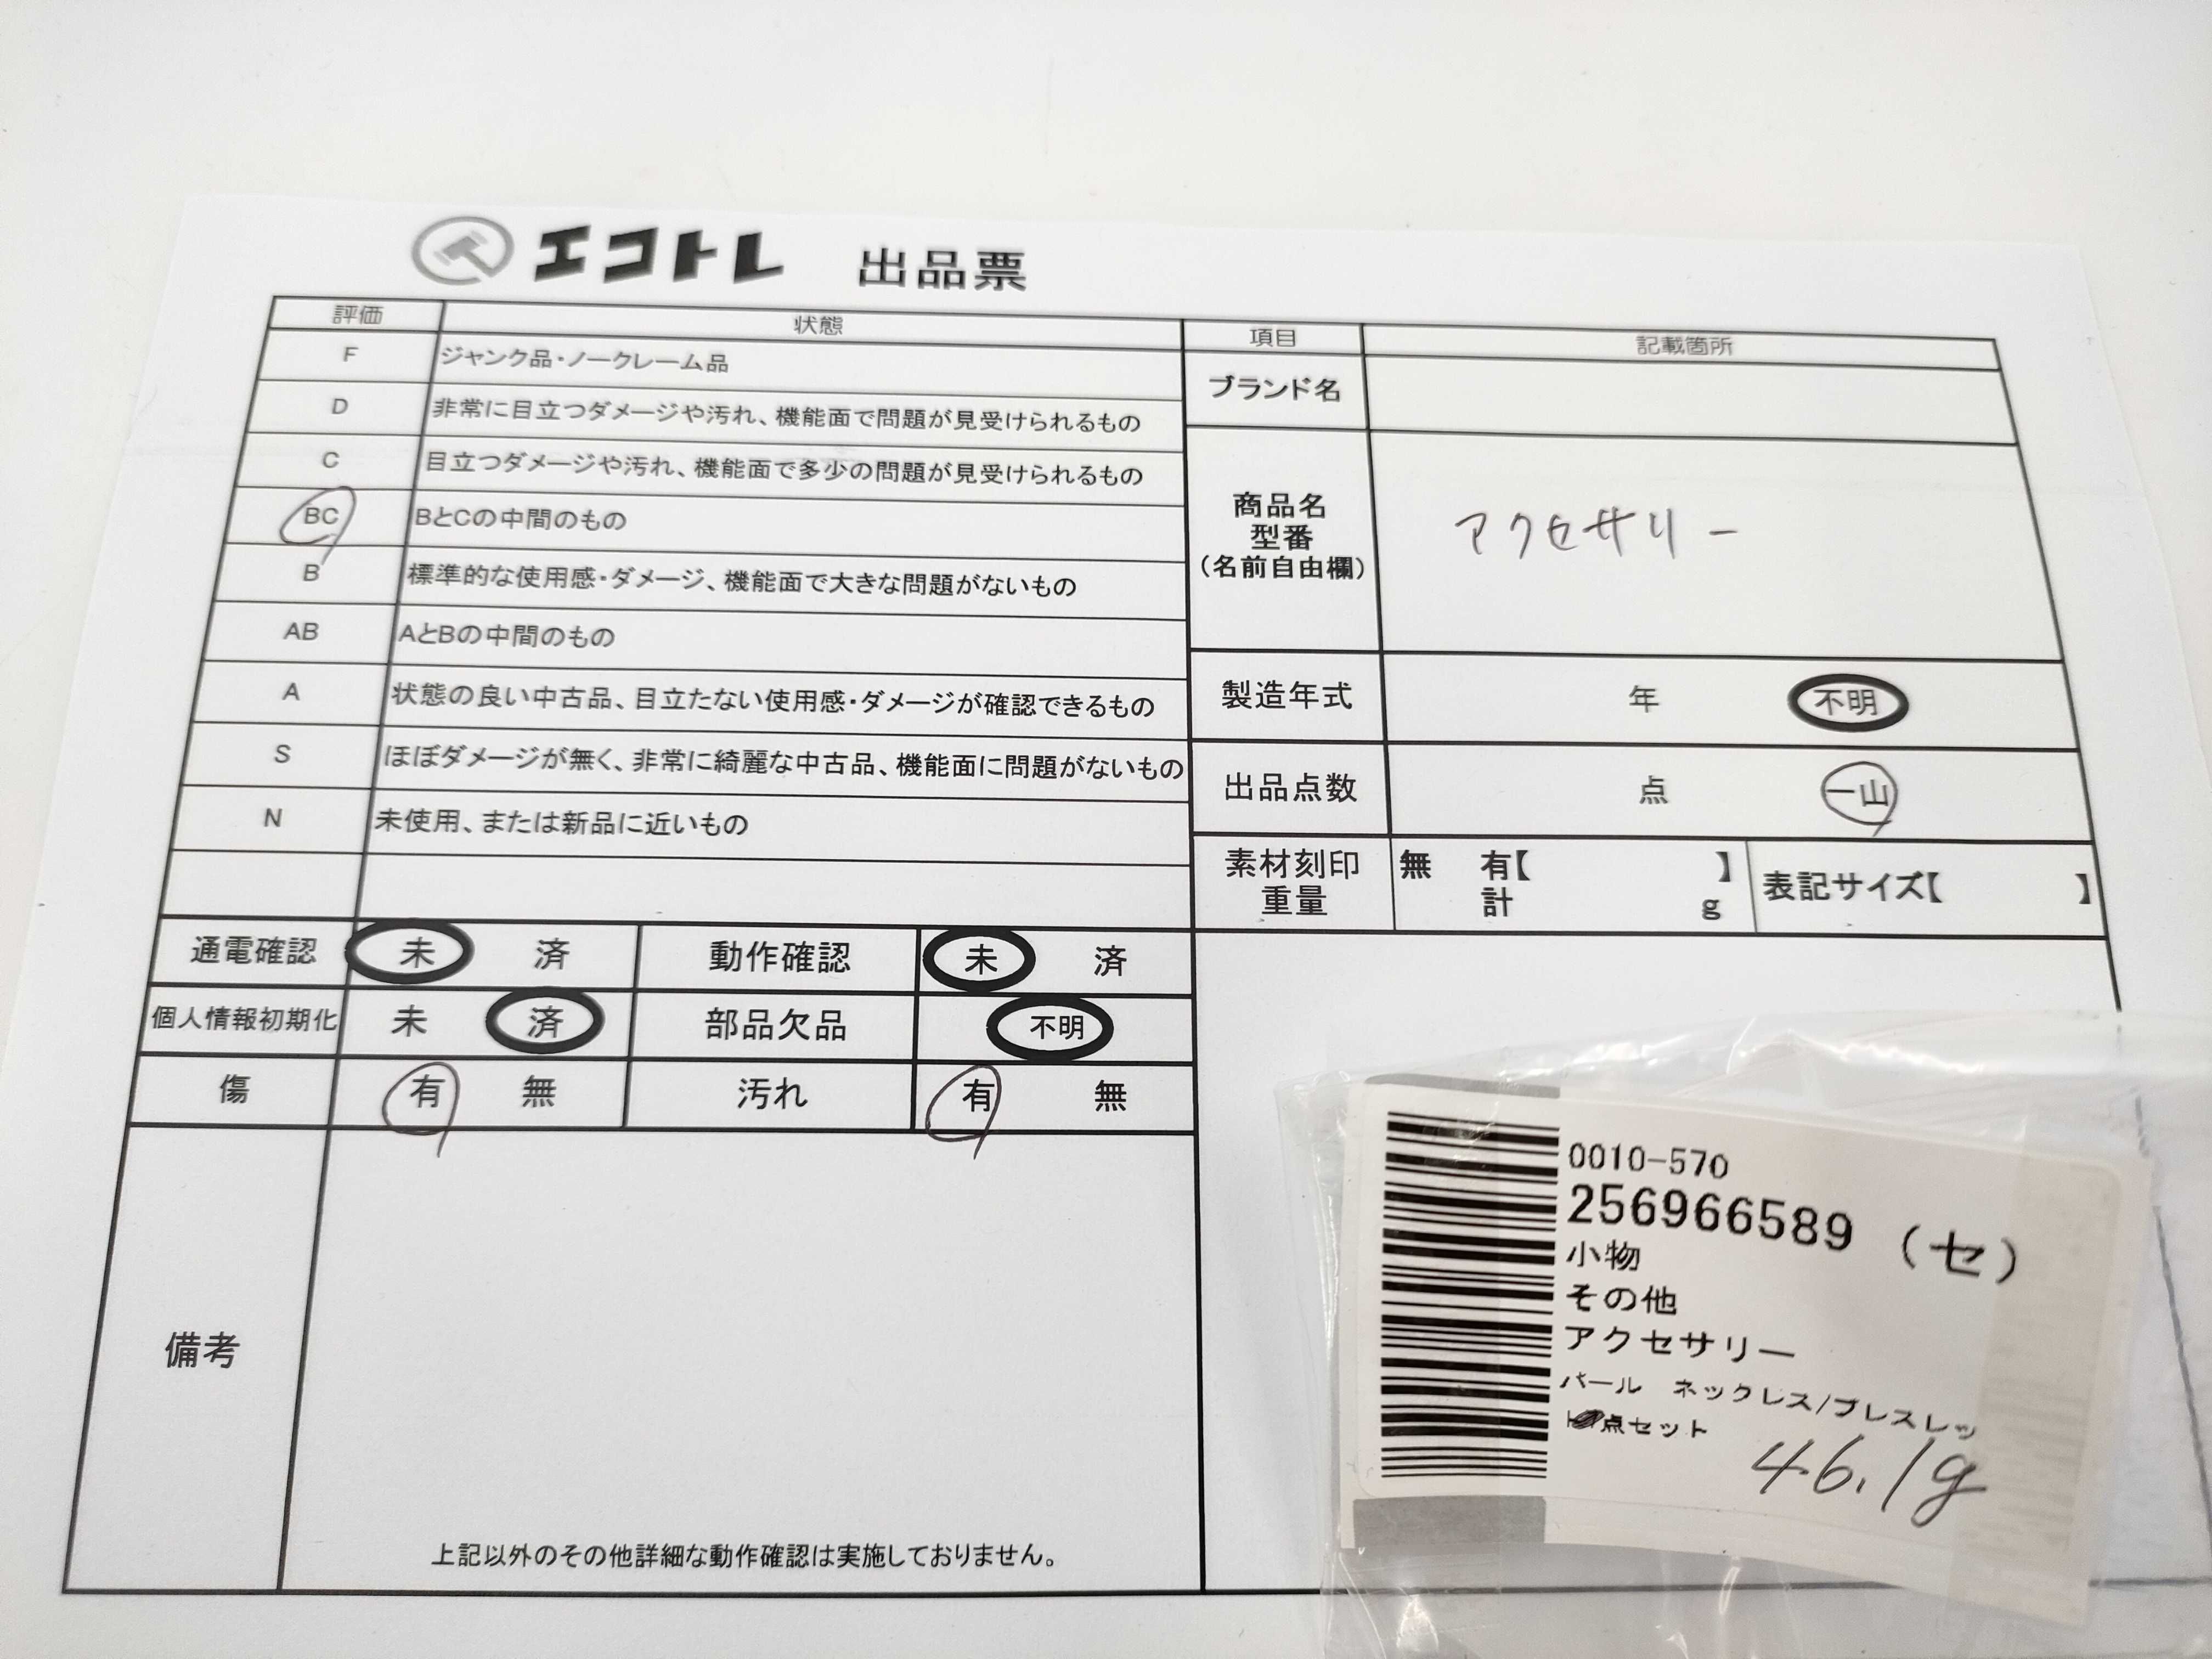 エコトレ 出品票
評価 状態
F ジャンク品・ノークレーム品
D 非常に目立つダメージや汚れ、機能面で問題が見受けられるもの
C 目立つダメージや汚れ、機能面で多少の問題が見受けられるもの
BC BとCの中間のもの
B 標準的な使用感・ダメージ、機能面で大きな問題がないもの
AB AとBの中間のもの
A 状態の良い中古品、目立たない使用感・ダメージが確認できるもの
S ほぼダメージが無く、非常に綺麗な中古品、機能面に問題がないもの
N 未使用、または新品に近いもの
項目 記載箇所
ブランド名
商品名
型番
(名前自由欄)
アクセサリー
製造年式 年 不明
出品点数 点 一山
素材刻印
重量
無 有【 】
計 g
表記サイズ【 】
通電確認 未 済 動作確認 未 済
個人情報初期化 未 済 部品欠品 不明
傷 有 無 汚れ 有 無
備考
上記以外のその他詳細な動作確認は実施しておりません。
0010-570
256966589 (セ)
小物
その他
アクセサリー
パール ネックレス/ブレスレッ
ト点セット
46.1g